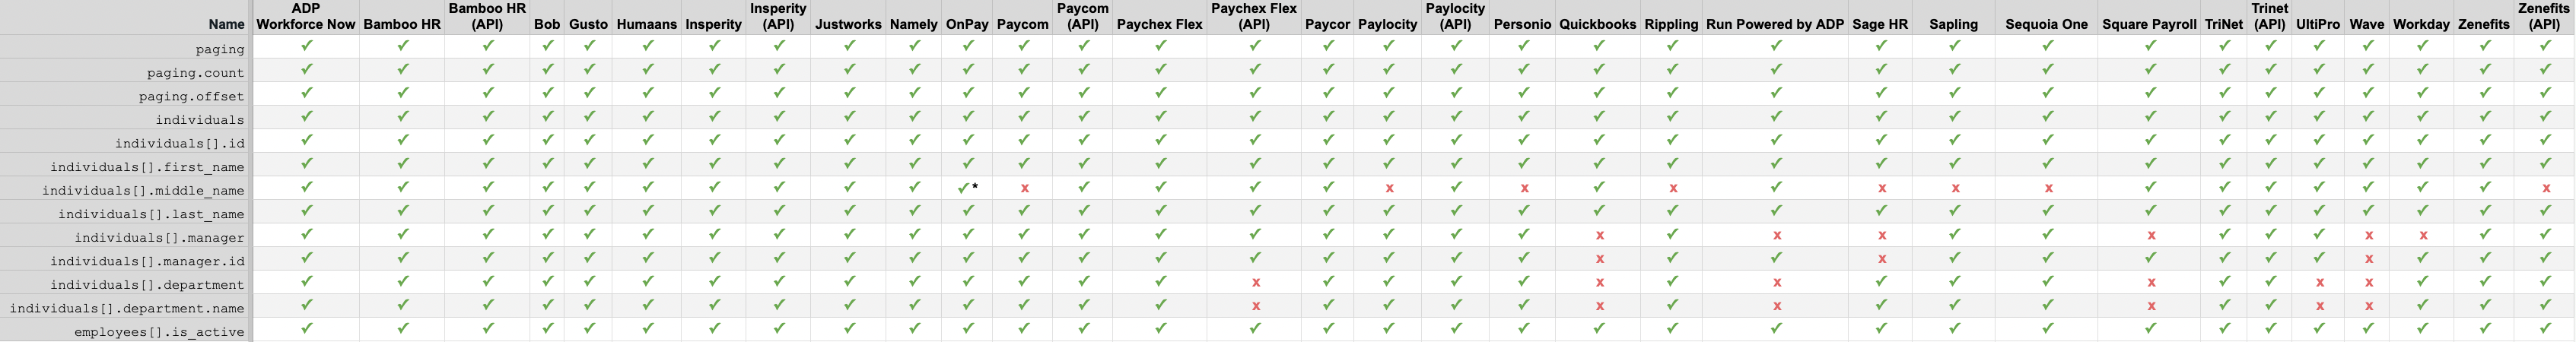 ADP Bamboo HR Insperity Paycom Paychex Flex Paylocity Trinet Zenefits
Name Workforce Now Bamboo HR (API) Bob Gusto Humaans Insperity (API) Justworks Namely OnPay Paycom (API) Paychex Flex (API) Paycor Paylocity (API) Personio Quickbooks Rippling Run Powered by ADP Sage HR Sapling Sequoia One Square Payroll TriNet (API) UltiPro Wave Workday Zenefits (API)
paging ✓ ✓ ✓ ✓ ✓ ✓ ✓ ✓ ✓ ✓ ✓ ✓ ✓ ✓ ✓ ✓ ✓ ✓ ✓ ✓ ✓ ✓ ✓ ✓ ✓ ✓ ✓ ✓ ✓ ✓ ✓ ✓ ✓
paging.count ✓ ✓ ✓ ✓ ✓ ✓ ✓ ✓ ✓ ✓ ✓ ✓ ✓ ✓ ✓ ✓ ✓ ✓ ✓ ✓ ✓ ✓ ✓ ✓ ✓ ✓ ✓ ✓ ✓ ✓ ✓ ✓ ✓
paging.offset ✓ ✓ ✓ ✓ ✓ ✓ ✓ ✓ ✓ ✓ ✓ ✓ ✓ ✓ ✓ ✓ ✓ ✓ ✓ ✓ ✓ ✓ ✓ ✓ ✓ ✓ ✓ ✓ ✓ ✓ ✓ ✓ ✓
individuals ✓ ✓ ✓ ✓ ✓ ✓ ✓ ✓ ✓ ✓ ✓ ✓ ✓ ✓ ✓ ✓ ✓ ✓ ✓ ✓ ✓ ✓ ✓ ✓ ✓ ✓ ✓ ✓ ✓ ✓ ✓ ✓ ✓
individuals[].id ✓ ✓ ✓ ✓ ✓ ✓ ✓ ✓ ✓ ✓ ✓ ✓ ✓ ✓ ✓ ✓ ✓ ✓ ✓ ✓ ✓ ✓ ✓ ✓ ✓ ✓ ✓ ✓ ✓ ✓ ✓ ✓ ✓
individuals[].first_name ✓ ✓ ✓ ✓ ✓ ✓ ✓ ✓ ✓ ✓ ✓ ✓ ✓ ✓ ✓ ✓ ✓ ✓ ✓ ✓ ✓ ✓ ✓ ✓ ✓ ✓ ✓ ✓ ✓ ✓ ✓ ✓ ✓
individuals[].middle_name ✓ ✓ ✓ ✓ ✓ ✓ ✓ ✓ ✓ ✓ ✓* x ✓ ✓ ✓ ✓ x ✓ x ✓ x ✓ x x x ✓ ✓ ✓ ✓ ✓ ✓ ✓ x
individuals[].last_name ✓ ✓ ✓ ✓ ✓ ✓ ✓ ✓ ✓ ✓ ✓ ✓ ✓ ✓ ✓ ✓ ✓ ✓ ✓ ✓ ✓ ✓ ✓ ✓ ✓ ✓ ✓ ✓ ✓ ✓ ✓ ✓ ✓
individuals[].manager ✓ ✓ ✓ ✓ ✓ ✓ ✓ ✓ ✓ ✓ ✓ ✓ ✓ ✓ ✓ ✓ ✓ ✓ ✓ x ✓ x x ✓ ✓ x ✓ ✓ ✓ x x ✓ ✓
individuals[].manager.id ✓ ✓ ✓ ✓ ✓ ✓ ✓ ✓ ✓ ✓ ✓ ✓ ✓ ✓ ✓ ✓ ✓ ✓ ✓ x ✓ ✓ x ✓ ✓ ✓ ✓ ✓ ✓ x ✓ ✓ ✓
individuals[].department ✓ ✓ ✓ ✓ ✓ ✓ ✓ ✓ ✓ ✓ ✓ ✓ ✓ ✓ x ✓ ✓ ✓ ✓ x ✓ x ✓ ✓ ✓ x ✓ ✓ x x ✓ ✓ ✓
individuals[].department.name ✓ ✓ ✓ ✓ ✓ ✓ ✓ ✓ ✓ ✓ ✓ ✓ ✓ ✓ x ✓ ✓ ✓ ✓ x ✓ x ✓ ✓ ✓ x ✓ ✓ x x ✓ ✓ ✓
employees[].is_active ✓ ✓ ✓ ✓ ✓ ✓ ✓ ✓ ✓ ✓ ✓ ✓ ✓ ✓ ✓ ✓ ✓ ✓ ✓ ✓ ✓ ✓ ✓ ✓ ✓ ✓ ✓ ✓ ✓ ✓ ✓ ✓ ✓